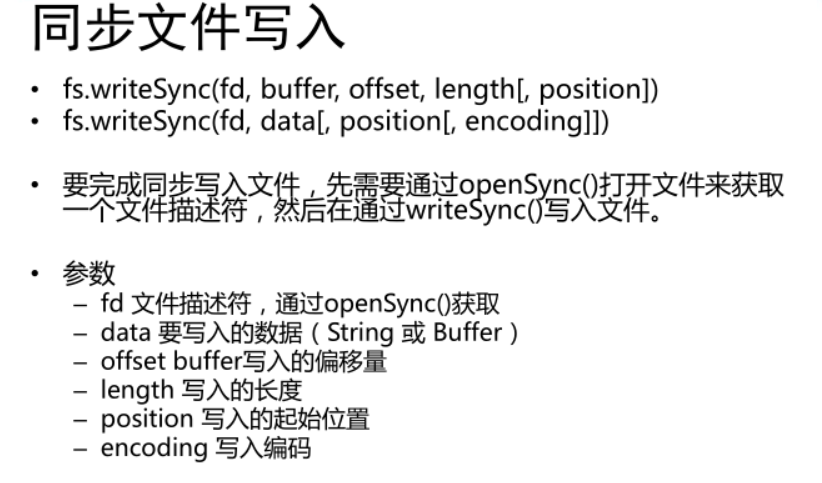 同步文件写入
• fs.writeSync(fd, buffer, offset, length[, position])
• fs.writeSync(fd, data[, position[, encoding]])
• 要完成同步写入文件，先需要通过openSync()打开文件来获取
一个文件描述符，然后在通过writeSync()写入文件。
• 参数
– fd 文件描述符，通过openSync()获取
– data 要写入的数据（String 或 Buffer）
– offset buffer写入的偏移量
– length 写入的长度
– position 写入的起始位置
– encoding 写入编码